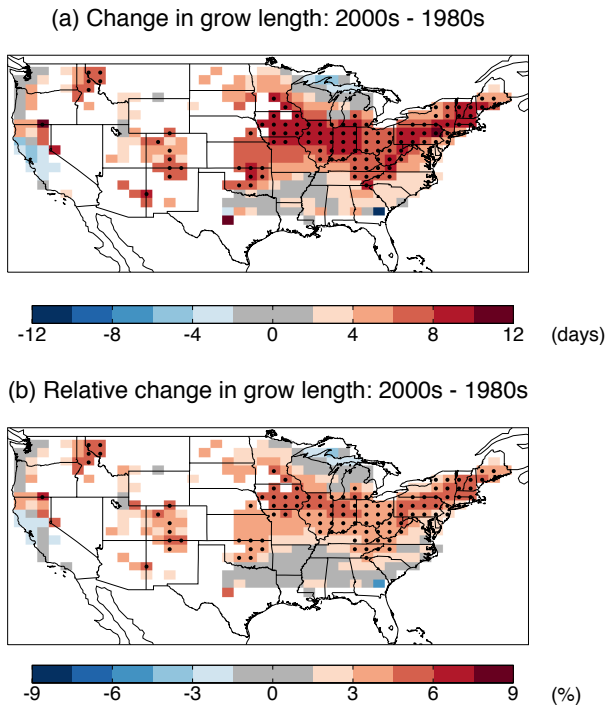 (a) Change in grow length: 2000s - 1980s
-12 -8 -4 0 4 8 12 (days)
(b) Relative change in grow length: 2000s - 1980s
-9 -6 -3 0 3 6 9 (%)